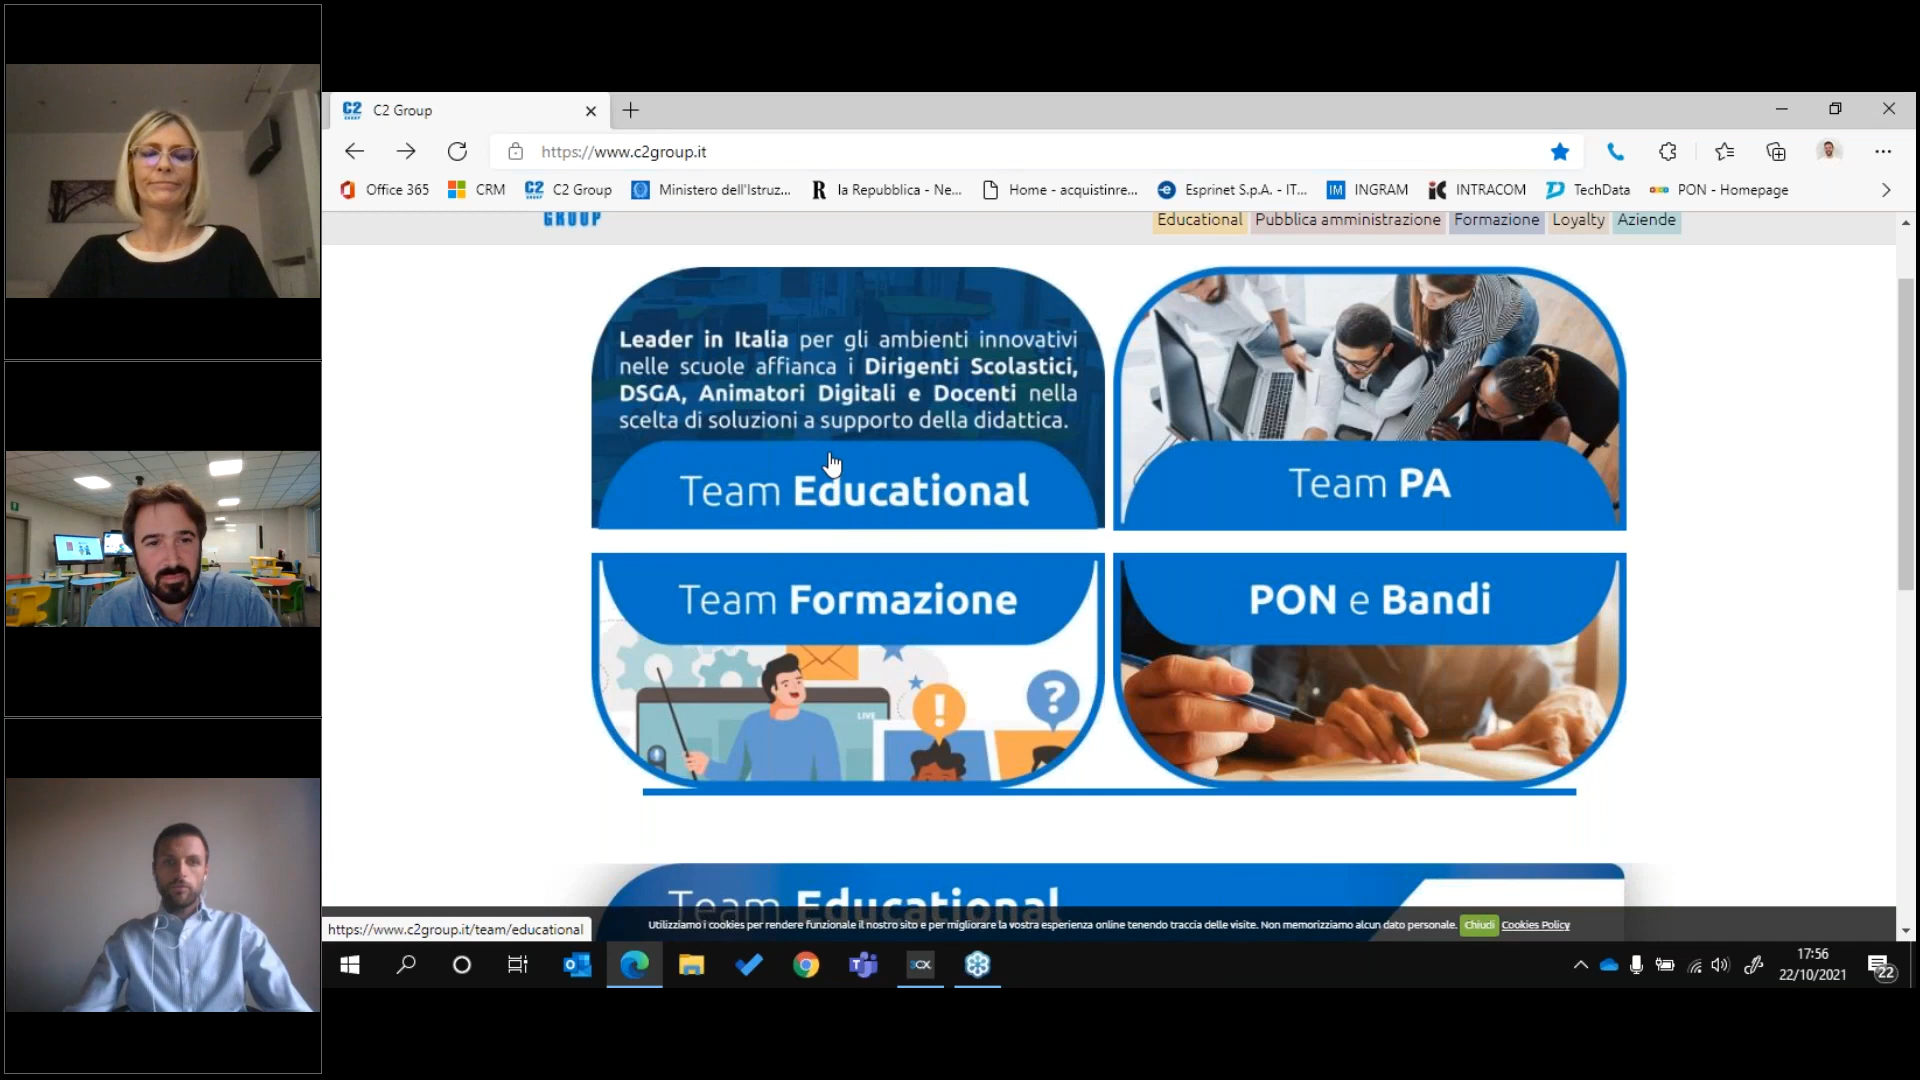 C2 Group
https://www.c2group.it
Office 365
CRM
C2 Group
Ministero dell'Istruz...
la Repubblica - Ne...
Home - acquistinre...
Esprinet S.p.A. - IT...
INGRAM
INTRACOM
TechData
PON - Homepage
GROUP
Educational
Pubblica amministrazione
Formazione
Loyalty
Aziende
Leader in Italia per gli ambienti innovativi
nelle scuole affianca i Dirigenti Scolastici,
DSGA, Animatori Digitali e Docenti nella
scelta di soluzioni a supporto della didattica.
Team Educational
Team PA
Team Formazione
PON e Bandi
LIVE
Team Educational
https://www.c2group.it/team/educational
Utilizziamo i cookies per rendere funzionale il nostro sito e per migliorare la vostra esperienza online tenendo traccia delle visite. Non memorizziamo alcun dato personale.
Chiudi
Cookies Policy
17:56
22/10/2021
22